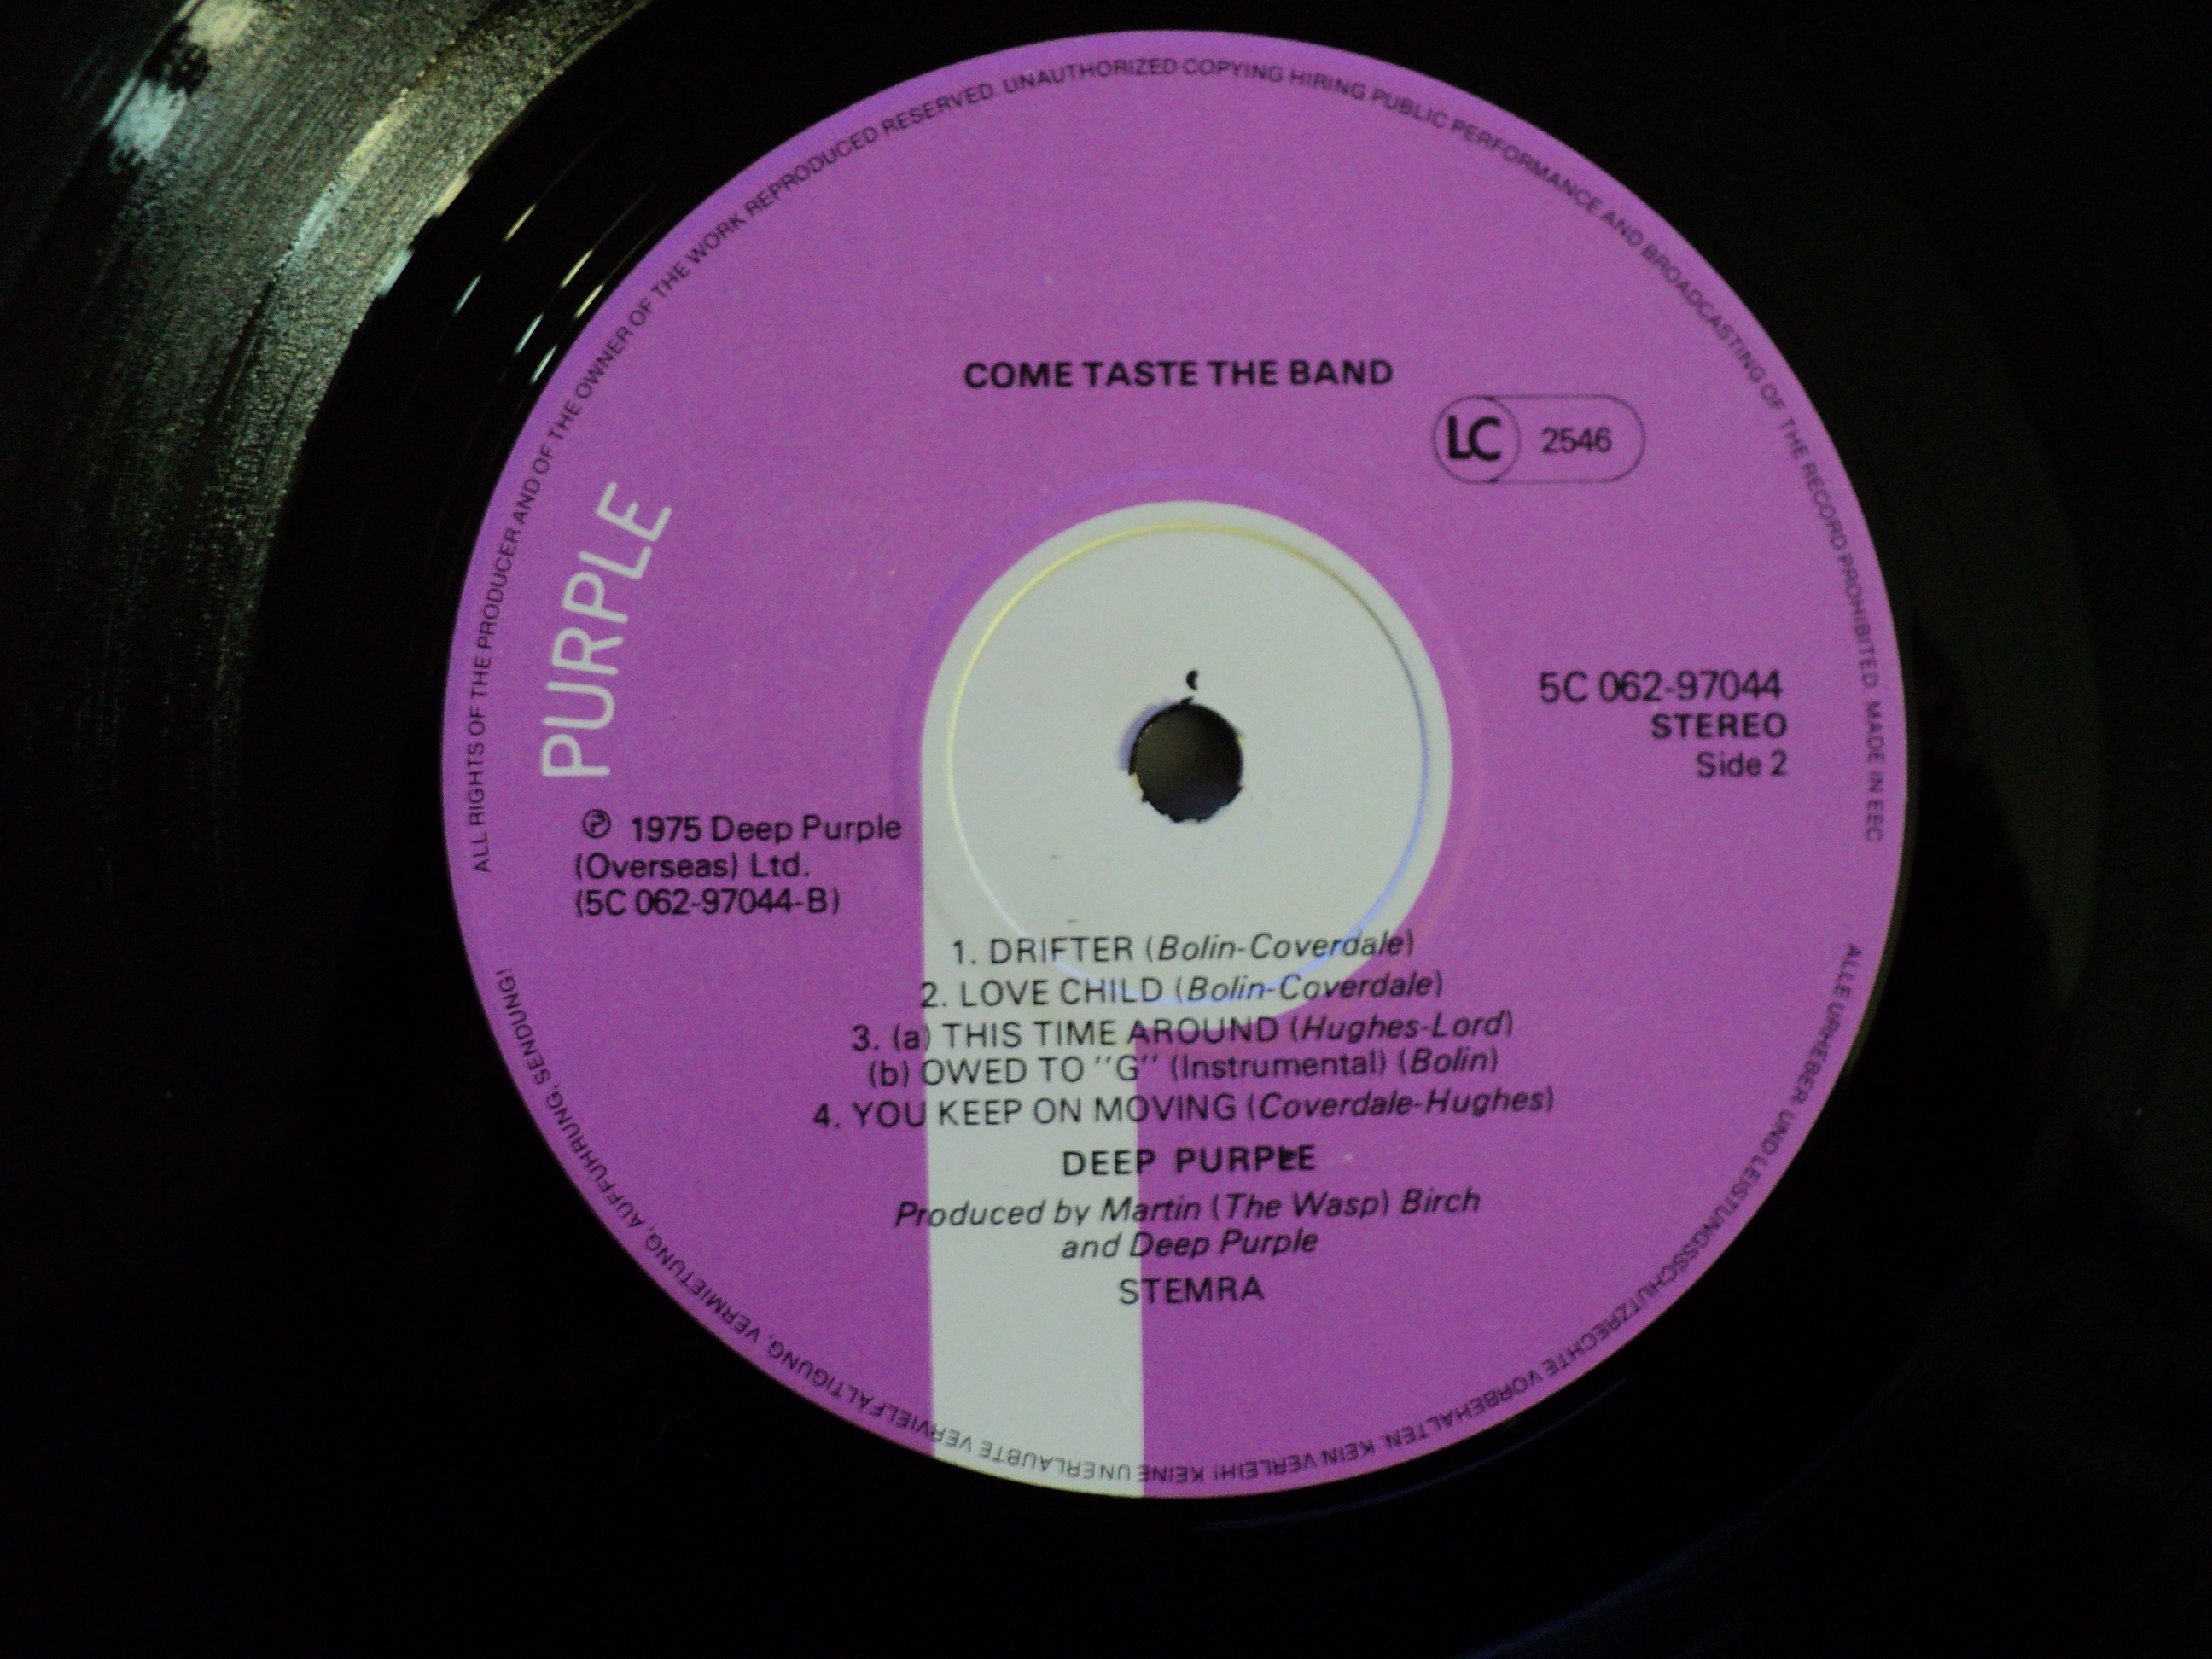 ALL RIGHTS OF THE PRODUCER AND OF THE OWNER OF THE WORK REPRODUCED RESERVED. UNAUTHORIZED COPYING HIRING PUBLIC PERFORMANCE AND BROADCASTING OF THE RECORD PROHIBITED. MADE IN EEC
COME TASTE THE BAND
LC 2546
PURPLE
5C 062-97044
STEREO
Side 2
℗ 1975 Deep Purple
(Overseas) Ltd.
(5C 062-97044-B)
1. DRIFTER (Bolin-Coverdale)
2. LOVE CHILD (Bolin-Coverdale)
3. (a) THIS TIME AROUND (Hughes-Lord)
(b) OWED TO "G" (Instrumental) (Bolin)
4. YOU KEEP ON MOVING (Coverdale-Hughes)
DEEP PURPLE
Produced by Martin (The Wasp) Birch
and Deep Purple
STEMRA
ALLE URHEBER UND LEISTUNGSSCHUTZRECHTE VORBEHALTEN. KEIN VERLEIH! KEINE UNERLAUBTE VERVIELFÄLTIGUNG, VERMIETUNG, AUFFUHRUNG, SENDUNG!